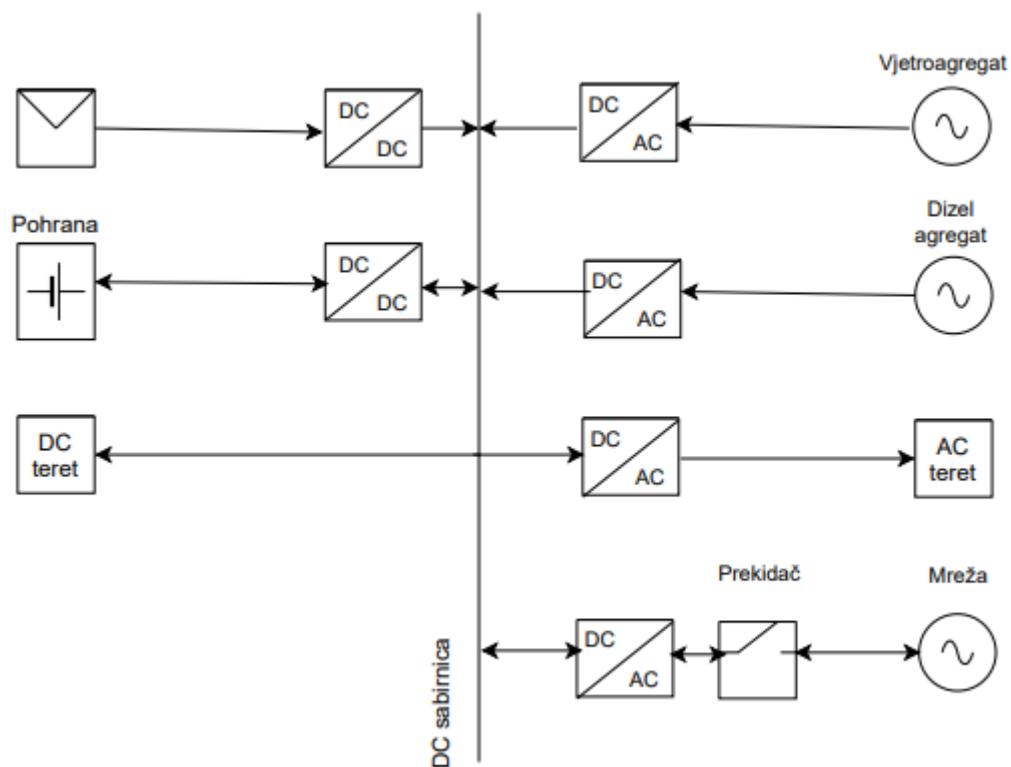 Vjetroagregat
DC
DC
DC
AC
Pohrana
Dizel
agregat
DC
DC
DC
AC
DC
teret
DC
AC
AC
teret
Prekidač
Mreža
DC
AC
DC sabirnica